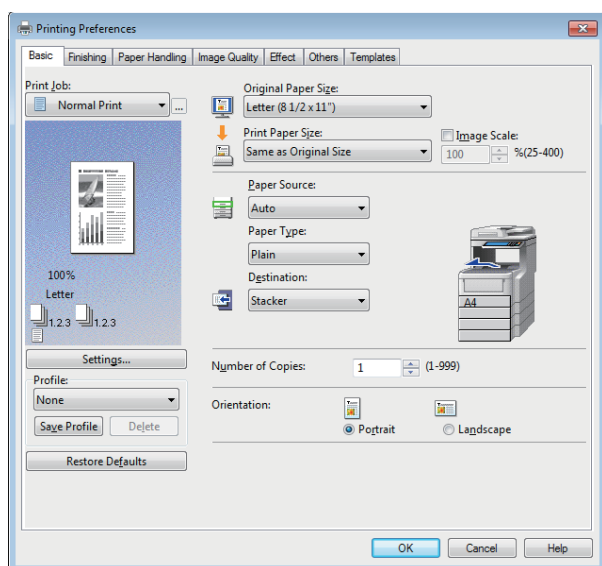 Printing Preferences
Basic Finishing Paper Handling Image Quality Effect Others Templates
Print Job:
Normal Print ...
100%
Letter
1.2.3 1.2.3
Settings...
Profile:
None
Save Profile Delete
Restore Defaults
Original Paper Size:
Letter (8 1/2 x 11")
Print Paper Size:
Same as Original Size
Image Scale:
100 %(25-400)
Paper Source:
Auto
Paper Type:
Plain
Destination:
Stacker
A4
Number of Copies: 1 (1-999)
Orientation:
Portrait Landscape
OK Cancel Help